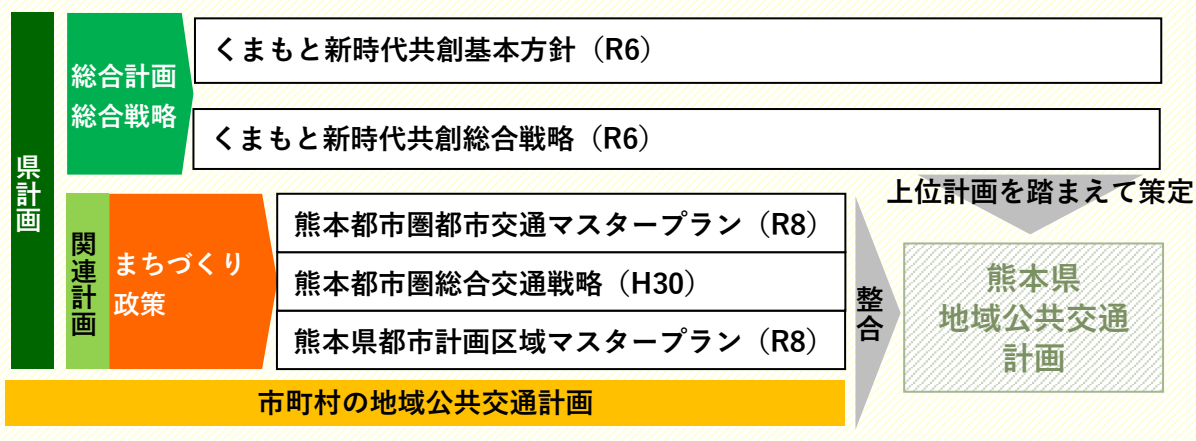 県計画
総合計画
総合戦略
くまもと新時代共創基本方針（R6）
くまもと新時代共創総合戦略（R6）
上位計画を踏まえて策定
関連計画
まちづくり
政策
熊本都市圏都市交通マスタープラン（R8）
熊本都市圏総合交通戦略（H30）
熊本県都市計画区域マスタープラン（R8）
整合
熊本県
地域公共交通
計画
市町村の地域公共交通計画